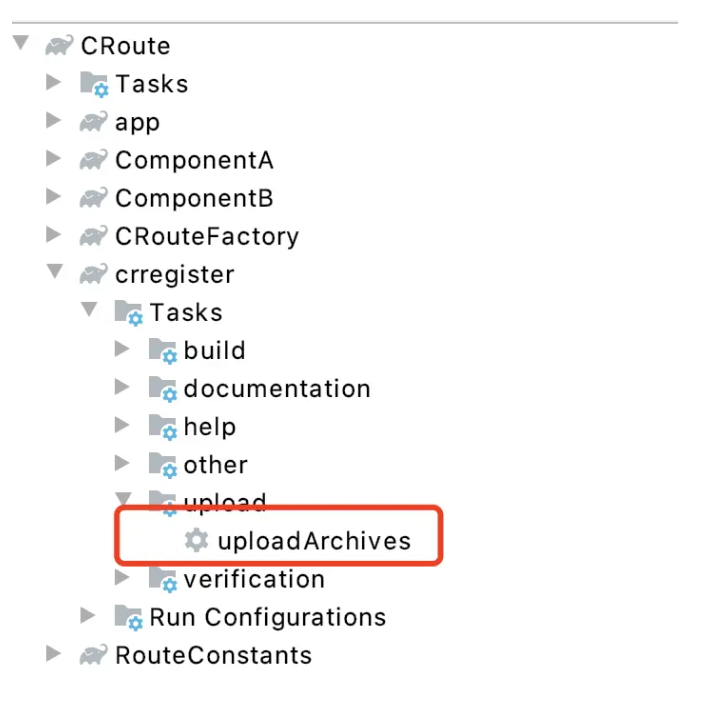 CRoute
Tasks
app
ComponentA
ComponentB
CRouteFactory
crregister
Tasks
build
documentation
help
other
upload
uploadArchives
verification
Run Configurations
RouteConstants